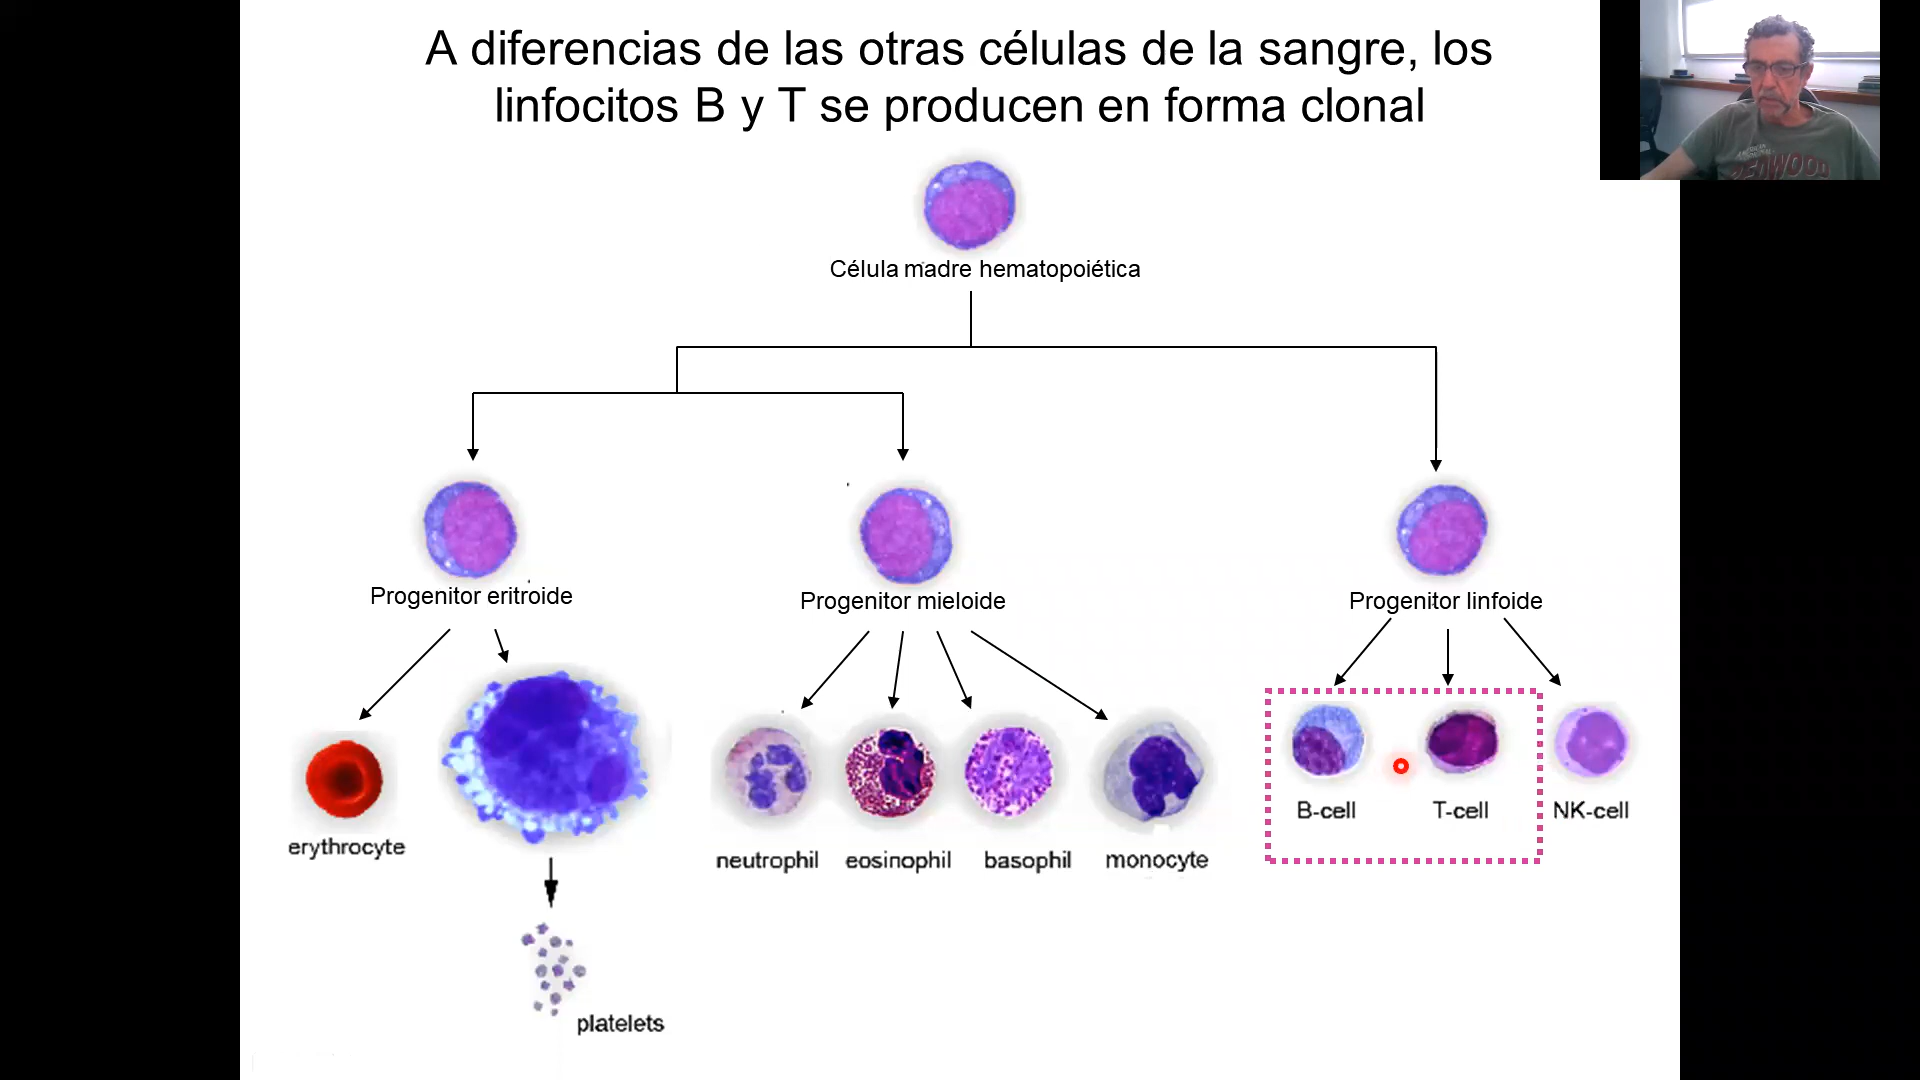 A diferencias de las otras células de la sangre, los
linfocitos B y T se producen en forma clonal
Célula madre hematopoiética
Progenitor eritroide
Progenitor mieloide
Progenitor linfoide
erythrocyte
platelets
neutrophil
eosinophil
basophil
monocyte
B-cell
T-cell
NK-cell
REDWOOD